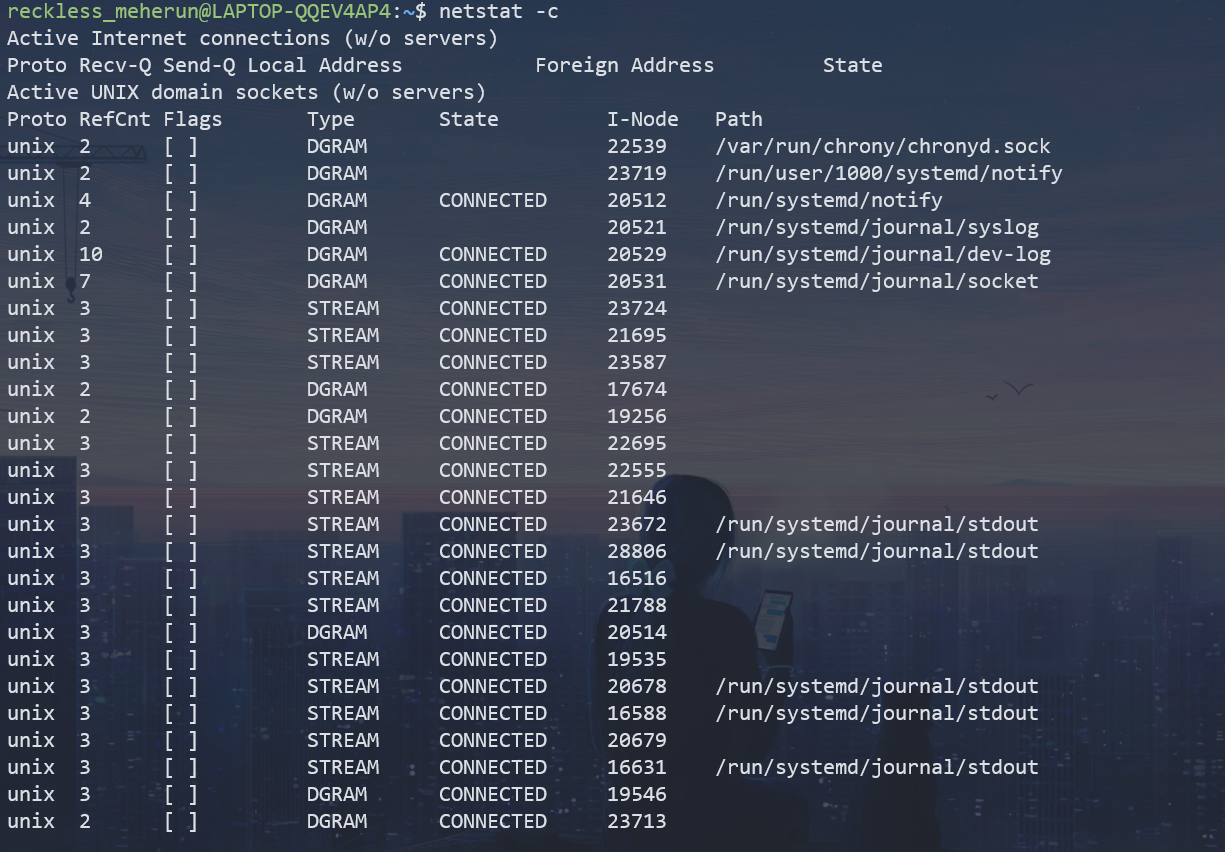 reckless_meherun@LAPTOP-QQEV4AP4:~$ netstat -c
Active Internet connections (w/o servers)
Proto Recv-Q Send-Q Local Address           Foreign Address         State
Active UNIX domain sockets (w/o servers)
Proto RefCnt Flags       Type       State         I-Node   Path
unix  2      [ ]         DGRAM                    22539    /var/run/chrony/chronyd.sock
unix  2      [ ]         DGRAM                    23719    /run/user/1000/systemd/notify
unix  4      [ ]         DGRAM      CONNECTED     20512    /run/systemd/notify
unix  2      [ ]         DGRAM                    20521    /run/systemd/journal/syslog
unix  10     [ ]         DGRAM      CONNECTED     20529    /run/systemd/journal/dev-log
unix  7      [ ]         DGRAM      CONNECTED     20531    /run/systemd/journal/socket
unix  3      [ ]         STREAM     CONNECTED     23724
unix  3      [ ]         STREAM     CONNECTED     21695
unix  3      [ ]         STREAM     CONNECTED     23587
unix  2      [ ]         DGRAM      CONNECTED     17674
unix  2      [ ]         DGRAM      CONNECTED     19256
unix  3      [ ]         STREAM     CONNECTED     22695
unix  3      [ ]         STREAM     CONNECTED     22555
unix  3      [ ]         STREAM     CONNECTED     21646
unix  3      [ ]         STREAM     CONNECTED     23672    /run/systemd/journal/stdout
unix  3      [ ]         STREAM     CONNECTED     28806    /run/systemd/journal/stdout
unix  3      [ ]         STREAM     CONNECTED     16516
unix  3      [ ]         STREAM     CONNECTED     21788
unix  3      [ ]         DGRAM      CONNECTED     20514
unix  3      [ ]         STREAM     CONNECTED     19535
unix  3      [ ]         STREAM     CONNECTED     20678    /run/systemd/journal/stdout
unix  3      [ ]         STREAM     CONNECTED     16588    /run/systemd/journal/stdout
unix  3      [ ]         STREAM     CONNECTED     20679
unix  3      [ ]         STREAM     CONNECTED     16631    /run/systemd/journal/stdout
unix  3      [ ]         DGRAM      CONNECTED     19546
unix  2      [ ]         DGRAM      CONNECTED     23713